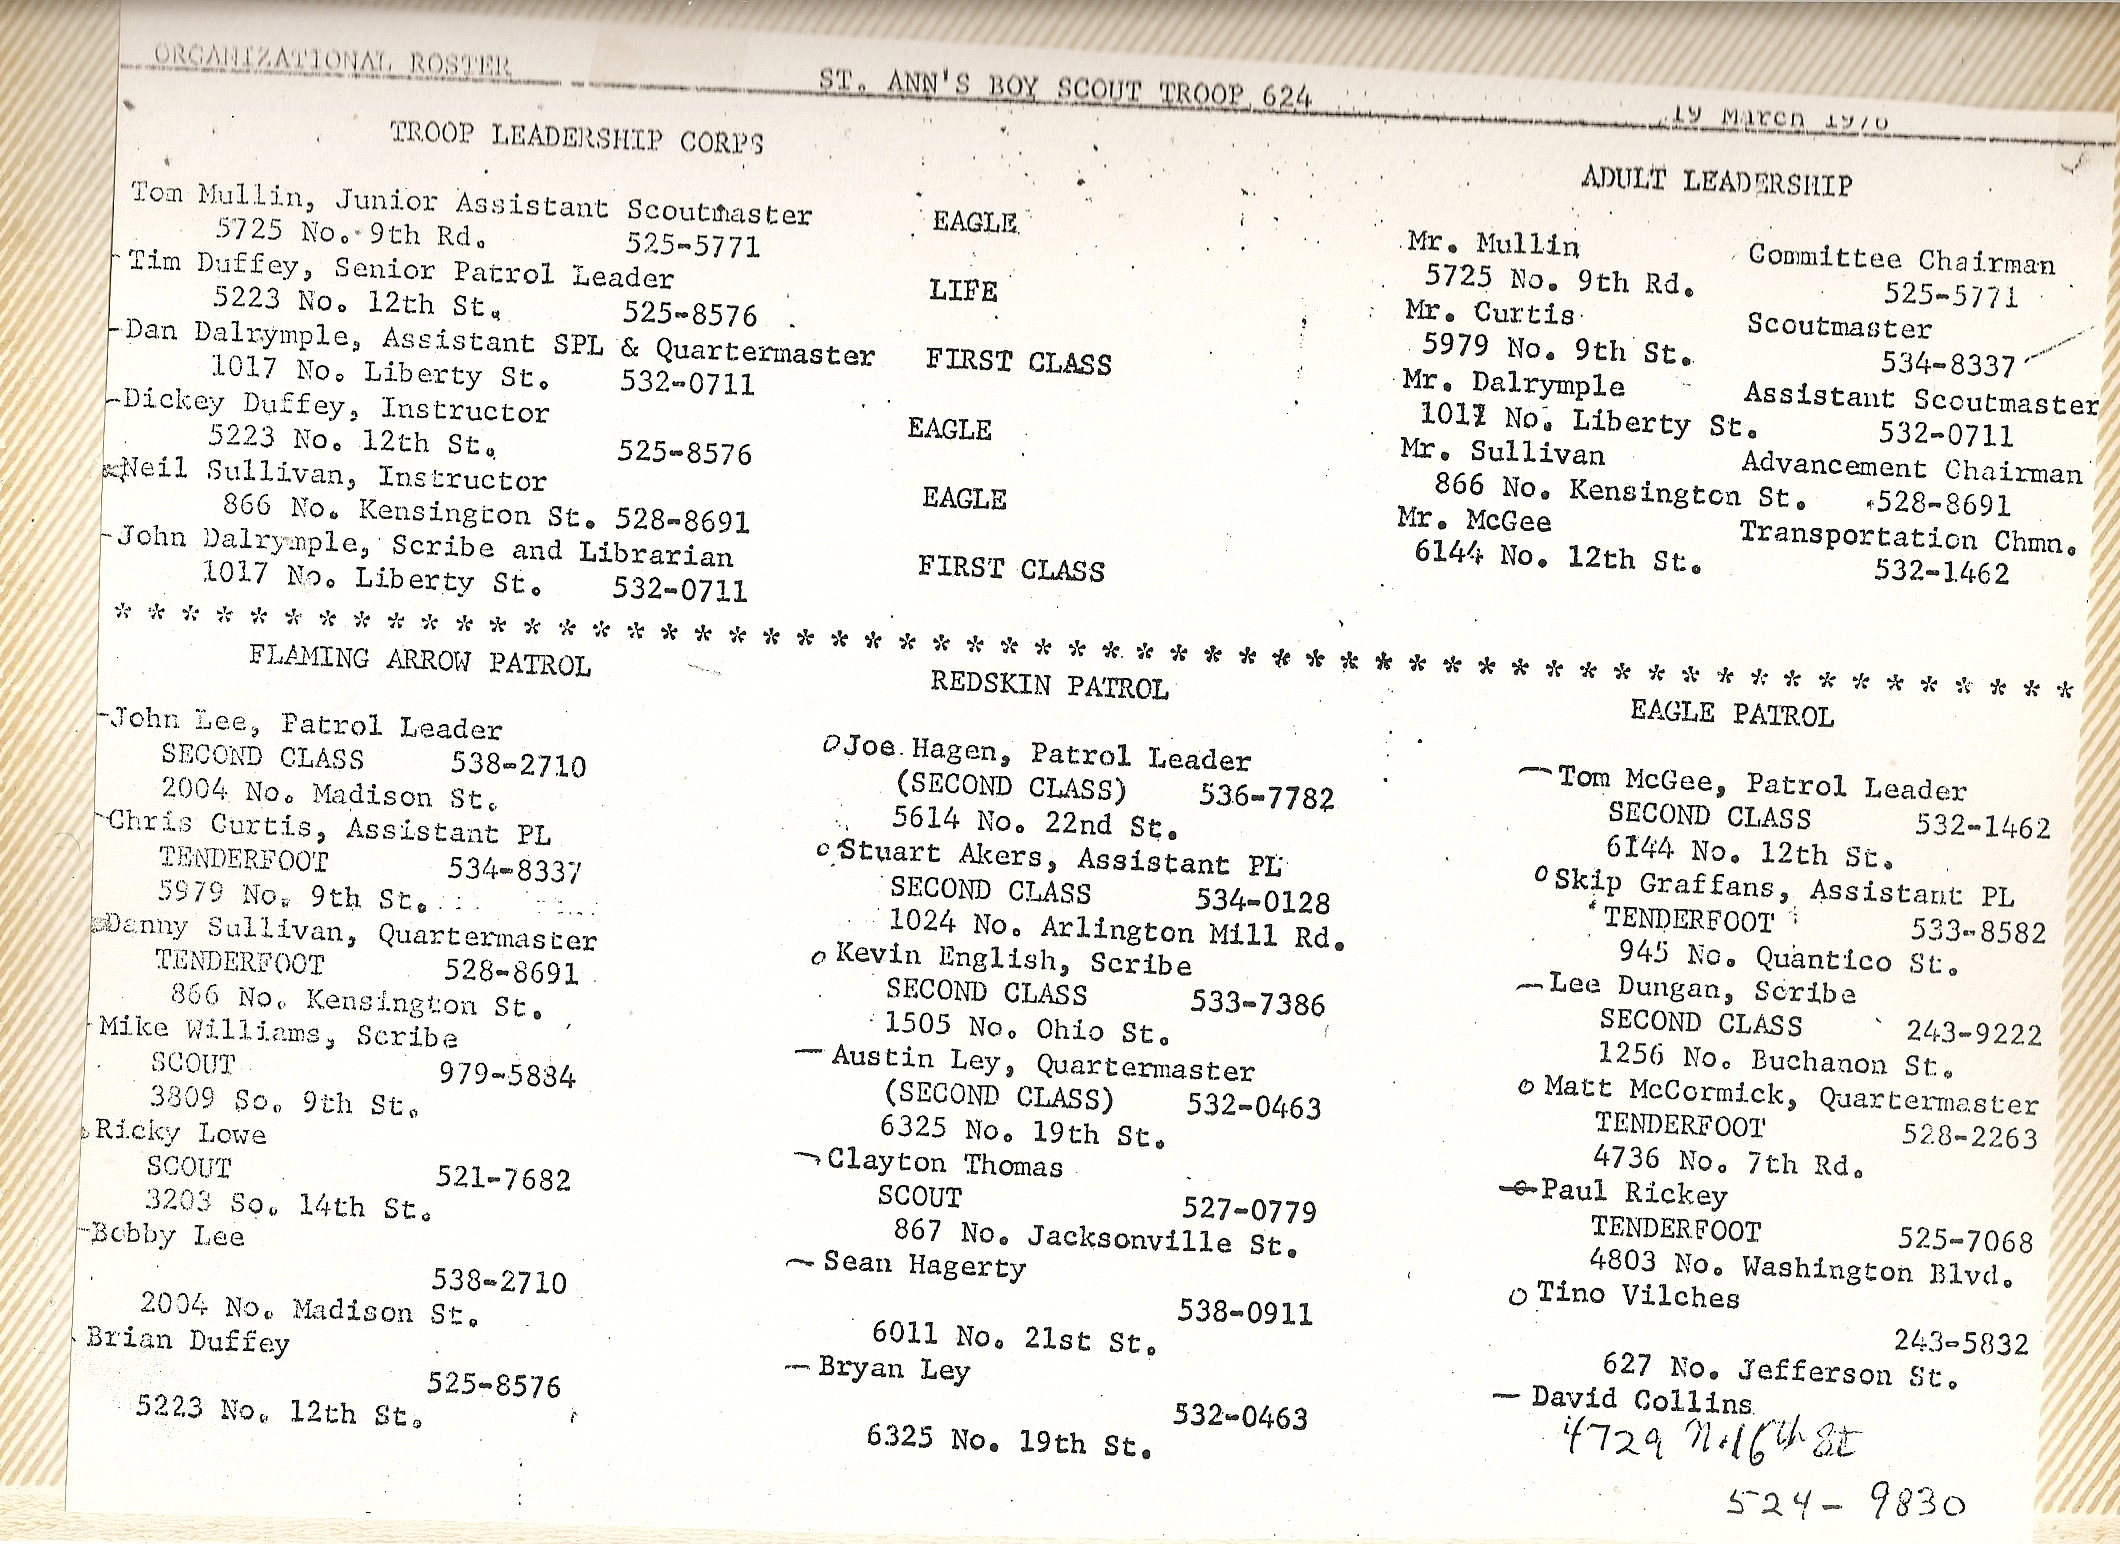 ORGANIZATIONAL ROSTER
ST. ANN'S BOY SCOUT TROOP 624
19 March 1976
TROOP LEADERSHIP CORPS
Tom Mullin, Junior Assistant Scoutmaster EAGLE
5725 No. 9th Rd. 525-5771
-Tim Duffey, Senior Patrol Leader LIFE
5223 No. 12th St. 525-8576
-Dan Dalrymple, Assistant SPL & Quartermaster FIRST CLASS
1017 No. Liberty St. 532-0711
-Dickey Duffey, Instructor EAGLE
5223 No. 12th St. 525-8576
Neil Sullivan, Instructor EAGLE
866 No. Kensington St. 528-8691
-John Dalrymple, Scribe and Librarian FIRST CLASS
1017 No. Liberty St. 532-0711
ADULT LEADERSHIP
Mr. Mullin Committee Chairman
5725 No. 9th Rd. 525-5771
Mr. Curtis Scoutmaster
5979 No. 9th St. 534-8337
Mr. Dalrymple Assistant Scoutmaster
1017 No. Liberty St. 532-0711
Mr. Sullivan Advancement Chairman
866 No. Kensington St. 528-8691
Mr. McGee Transportation Chmn.
6144 No. 12th St. 532-1462
* * * * * * * * * * * * * * * * * * * * * * * * * * * * * * * * * * * * * * * * * * * * * * * * * * * * * * * * * *
FLAMING ARROW PATROL
-John Lee, Patrol Leader
SECOND CLASS 538-2710
2004 No. Madison St.
-Chris Curtis, Assistant PL
TENDERFOOT 534-8337
5979 No. 9th St.
Danny Sullivan, Quartermaster
TENDERFOOT 528-8691
866 No. Kensington St.
-Mike Williams, Scribe
SCOUT 979-5884
3809 So. 9th St.
Ricky Lowe
SCOUT 521-7682
3203 So. 14th St.
-Bobby Lee
538-2710
2004 No. Madison St.
Brian Duffey
525-8576
5223 No. 12th St.
REDSKIN PATROL
o Joe Hagen, Patrol Leader
(SECOND CLASS) 536-7782
5614 No. 22nd St.
o Stuart Akers, Assistant PL
SECOND CLASS 534-0128
1024 No. Arlington Mill Rd.
o Kevin English, Scribe
SECOND CLASS 533-7386
1505 No. Ohio St.
- Austin Ley, Quartermaster
(SECOND CLASS) 532-0463
6325 No. 19th St.
- Clayton Thomas
SCOUT 527-0779
867 No. Jacksonville St.
- Sean Hagerty
538-0911
6011 No. 21st St.
- Bryan Ley
532-0463
6325 No. 19th St.
EAGLE PATROL
- Tom McGee, Patrol Leader
SECOND CLASS 532-1462
6144 No. 12th St.
o Skip Graffans, Assistant PL
TENDERFOOT 533-8582
945 No. Quantico St.
- Lee Dungan, Scribe
SECOND CLASS 243-9222
1256 No. Buchanon St.
o Matt McCormick, Quartermaster
TENDERFOOT 528-2263
4736 No. 7th Rd.
o Paul Rickey
TENDERFOOT 525-7068
4803 No. Washington Blvd.
o Tino Vilches
243-5832
627 No. Jefferson St.
- David Collins
4729 N. 16th St
524-9830